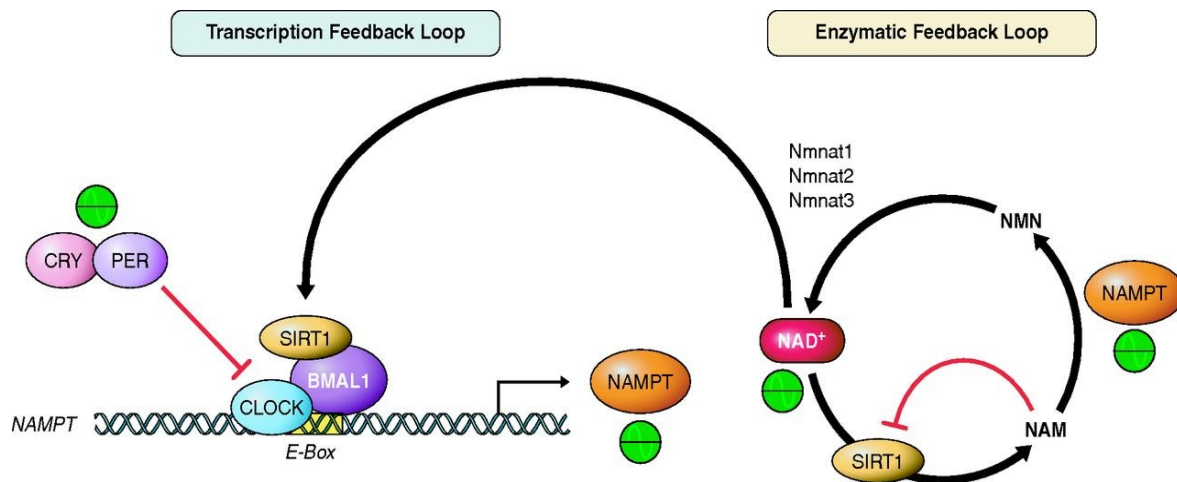 Transcription Feedback Loop
Enzymatic Feedback Loop
Nmnat1
Nmnat2
Nmnat3
NMN
CRY
PER
NAMPT
SIRT1
NAD+
BMAL1
NAMPT
CLOCK
NAMPT
E-Box
NAM
SIRT1